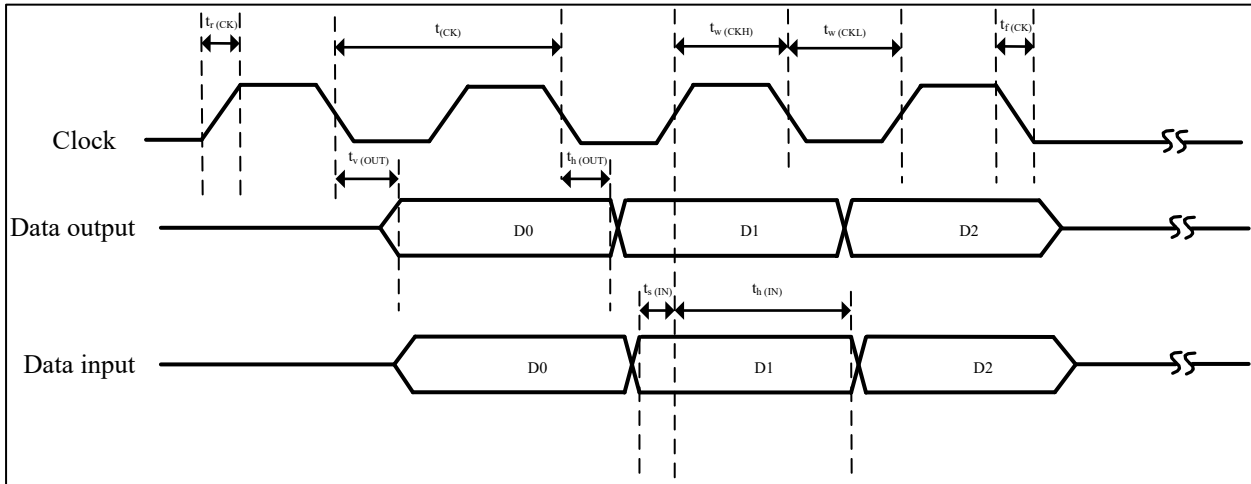 tr (CK)
t(CK)
tw (CKH)
tw (CKL)
tf (CK)
Clock
tv (OUT)
th (OUT)
Data output
D0
D1
D2
ts (IN)
th (IN)
Data input
D0
D1
D2